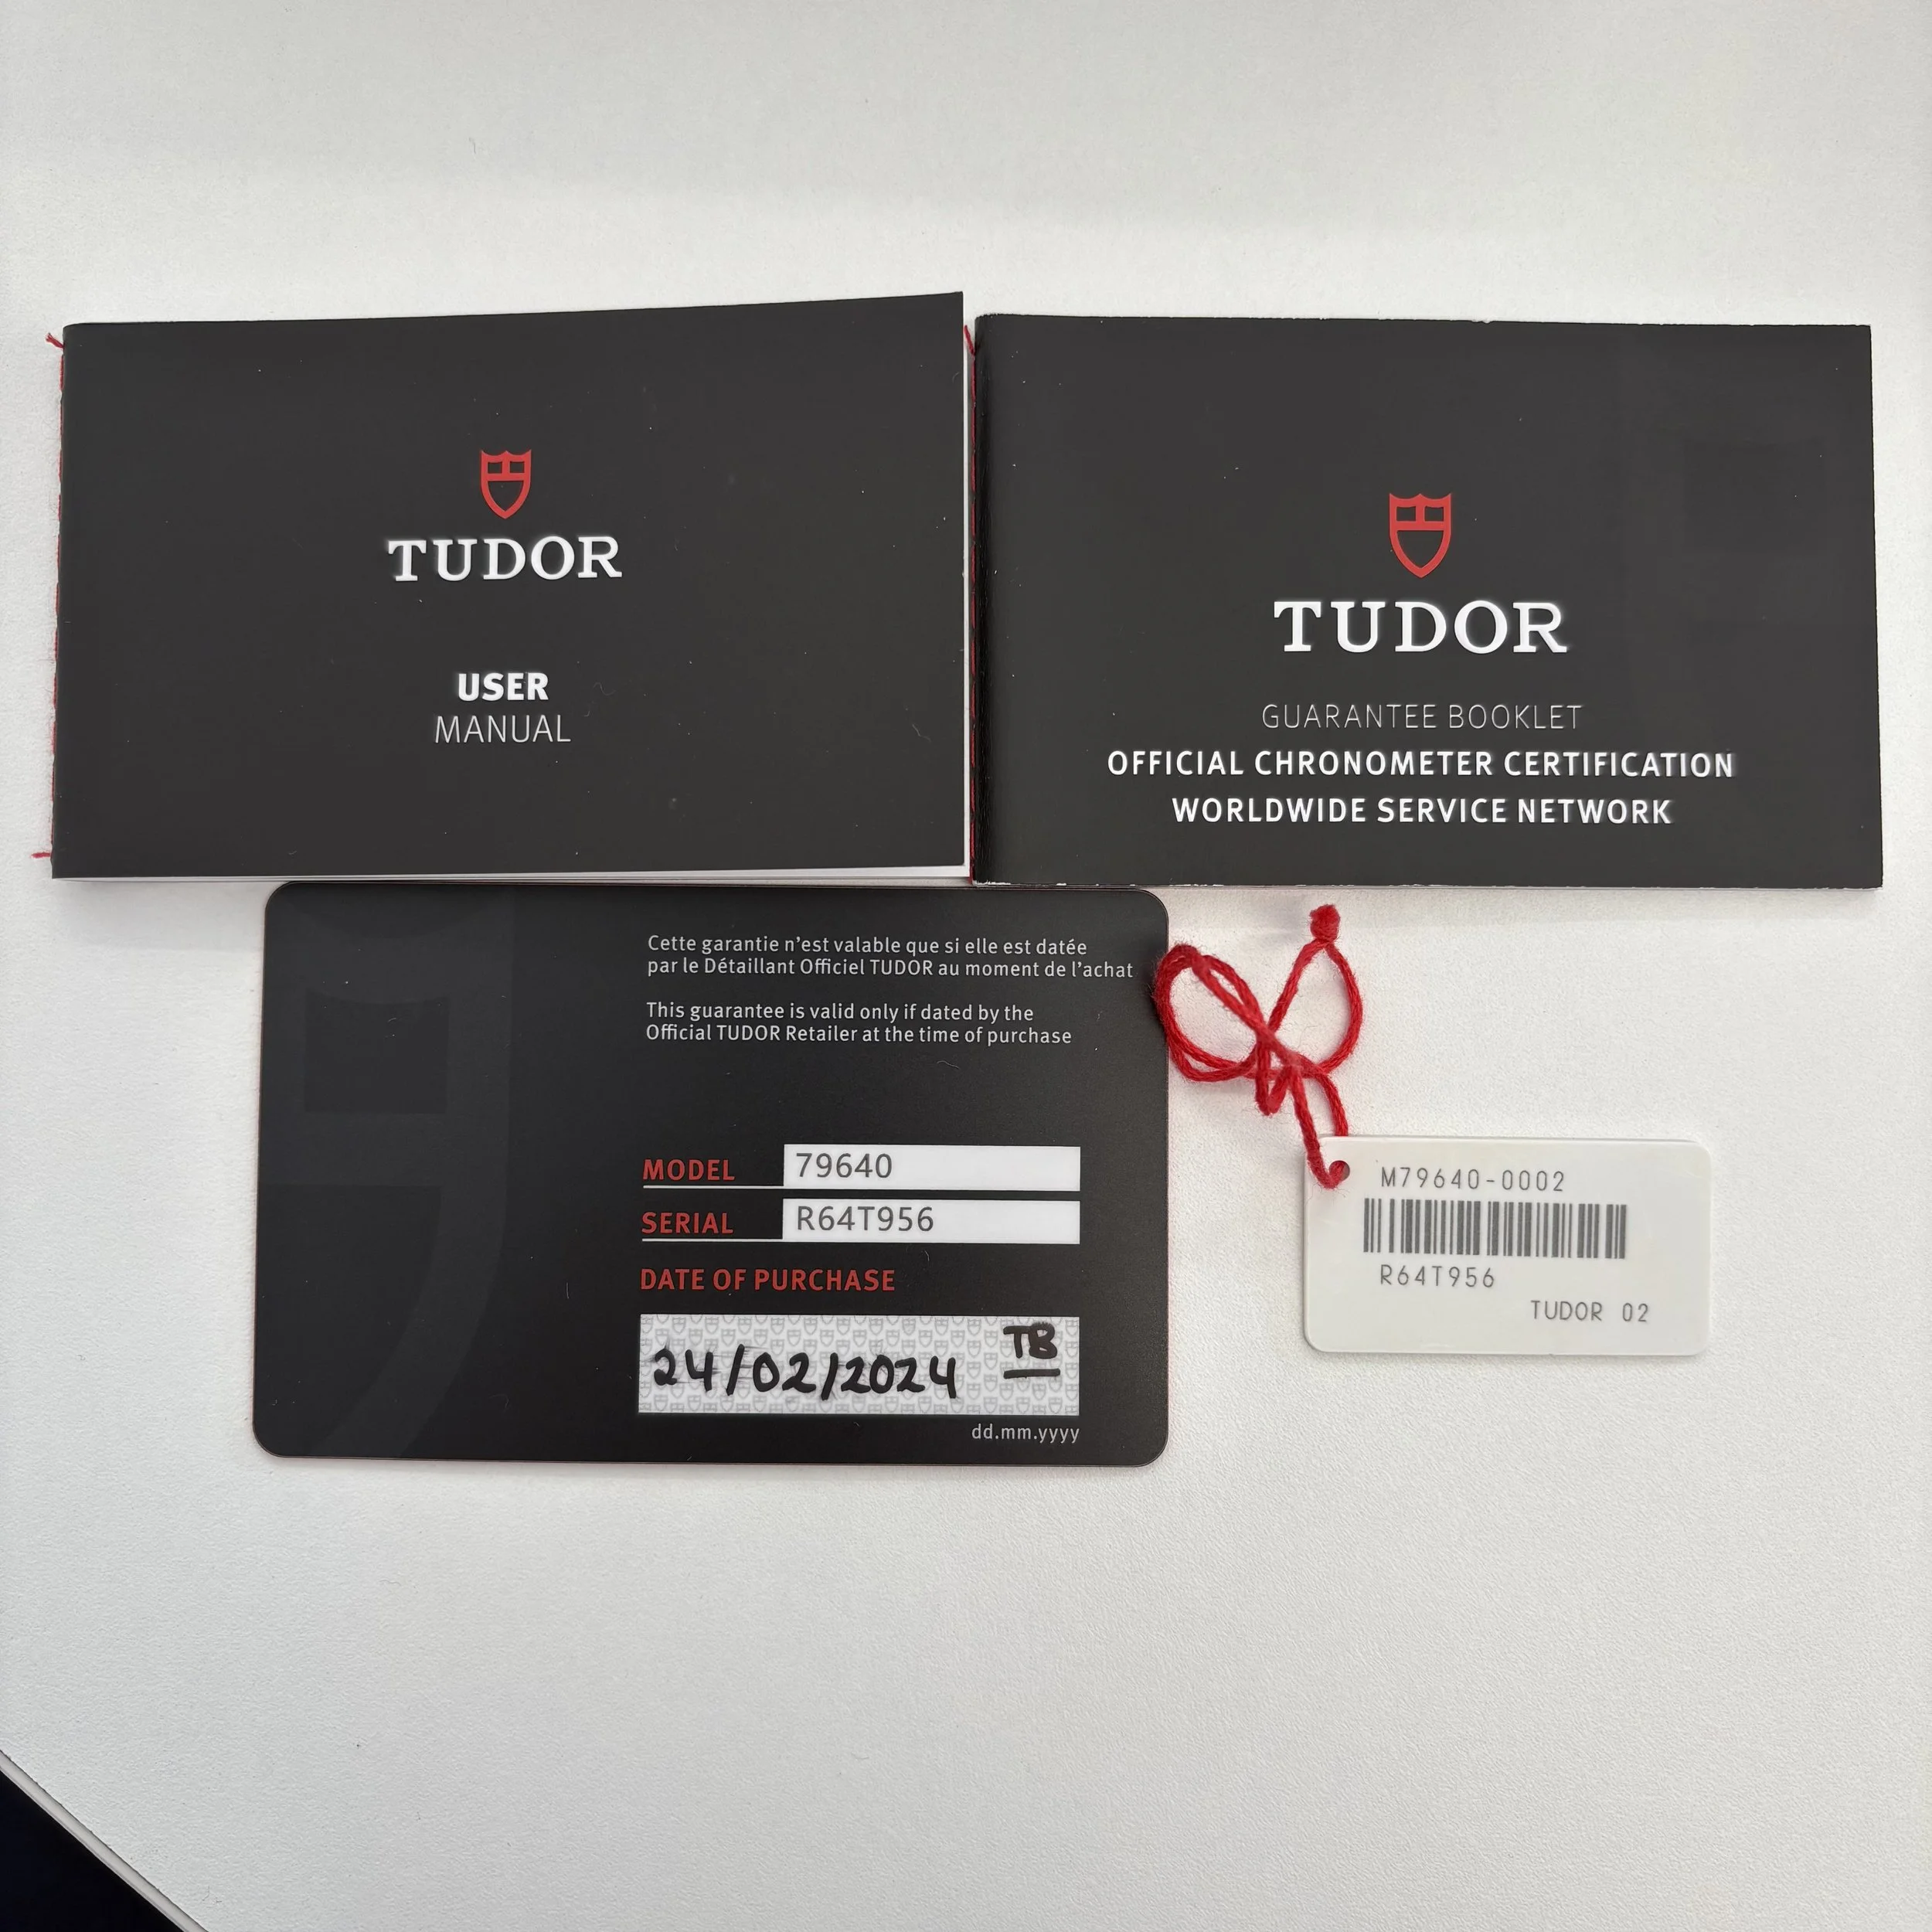 TUDOR
USER
MANUAL
TUDOR
GUARANTEE BOOKLET
OFFICIAL CHRONOMETER CERTIFICATION
WORLDWIDE SERVICE NETWORK
Cette garantie n'est valable que si elle est datée
par le Détaillant Officiel TUDOR au moment de l'achat
This guarantee is valid only if dated by the
Official TUDOR Retailer at the time of purchase
MODEL 79640
SERIAL R64T956
DATE OF PURCHASE
24/02/2024 TB
dd.mm.yyyy
M79640-0002
R64T956
TUDOR 02